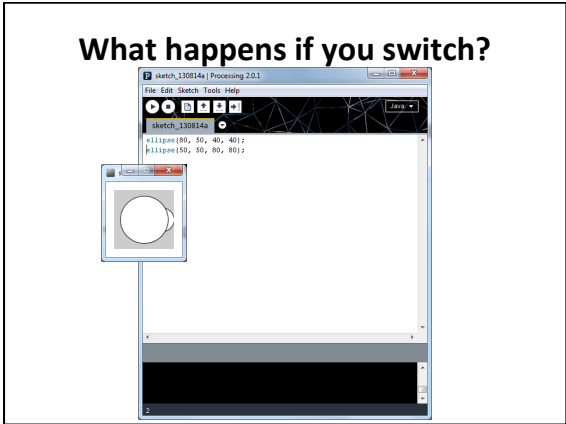 What happens if you switch?
sketch_130814a | Processing 2.0.1
File Edit Sketch Tools Help
Java
sketch_130814a
ellipse(80, 50, 40, 40);
ellipse(50, 50, 80, 80);
2